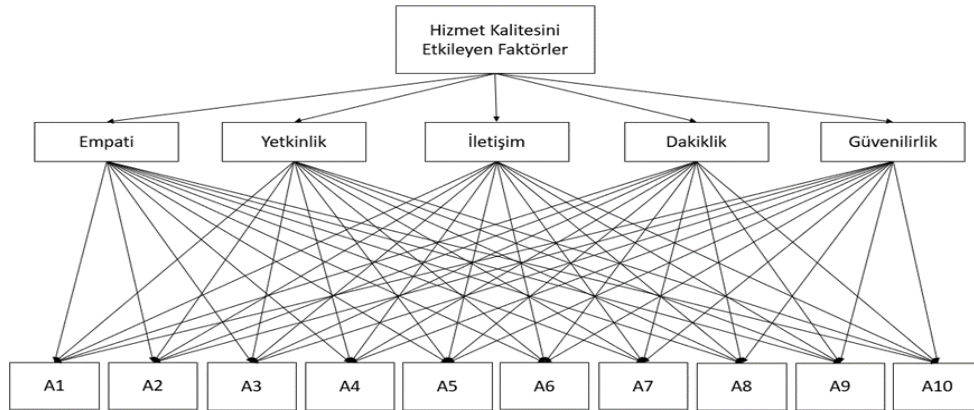 Hizmet Kalitesini
Etkileyen Faktörler
Empati
Yetkinlik
İletişim
Dakiklik
Güvenilirlik
A1
A2
A3
A4
A5
A6
A7
A8
A9
A10